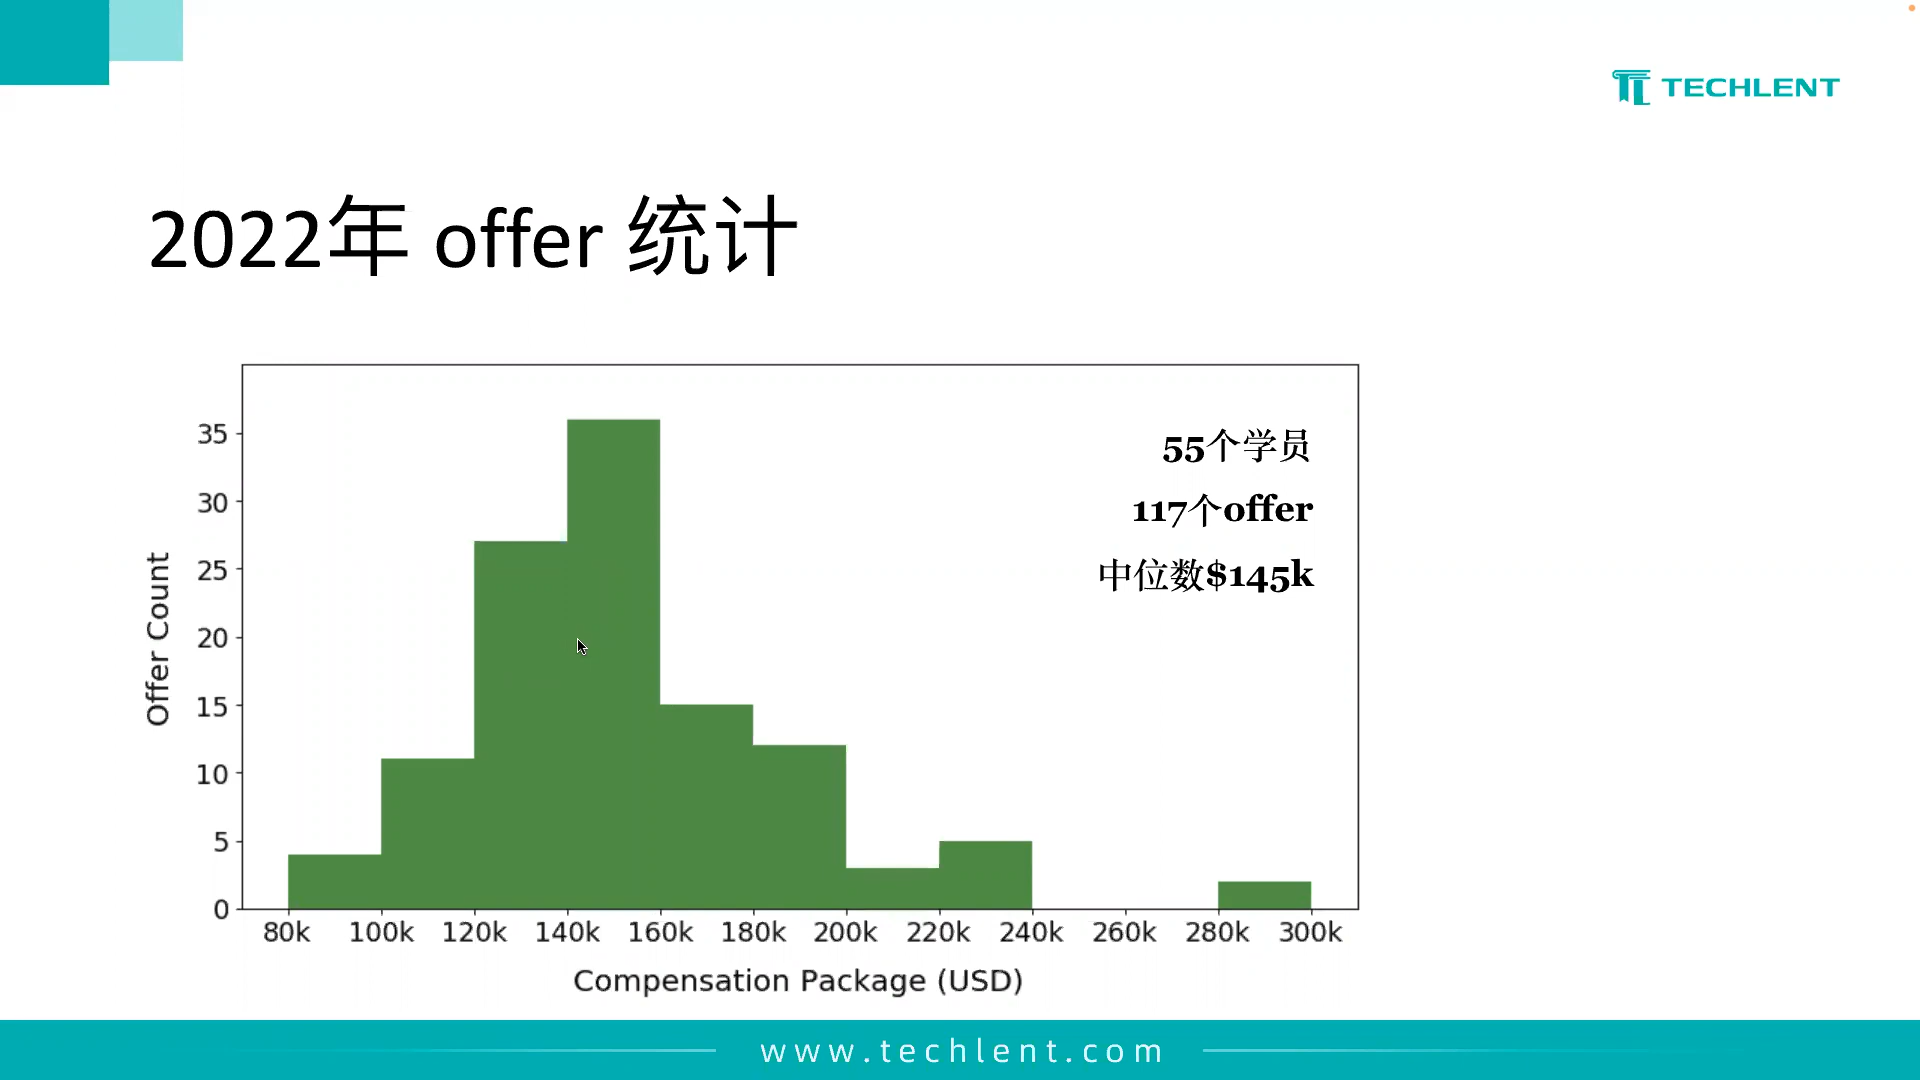 TECHLENT
2022年 offer 统计
55个学员
117个offer
中位数$145k
Offer Count
35
30
25
20
15
10
5
0
80k 100k 120k 140k 160k 180k 200k 220k 240k 260k 280k 300k
Compensation Package (USD)
www.techlent.com